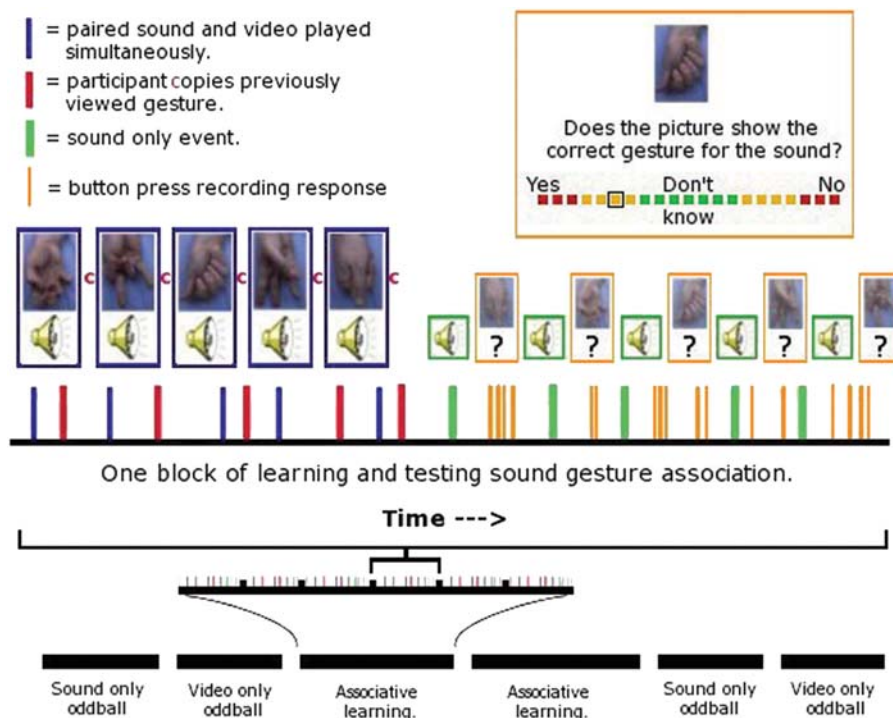 = paired sound and video played
simultaneously.
= participant copies previously
viewed gesture.
= sound only event.
= button press recording response
Does the picture show the
correct gesture for the sound?
Yes Don't No
know
c c c c c
? ? ? ? ?
One block of learning and testing sound gesture association.
Time --->
Sound only
oddball
Video only
oddball
Associative
learning.
Associative
learning.
Sound only
oddball
Video only
oddball